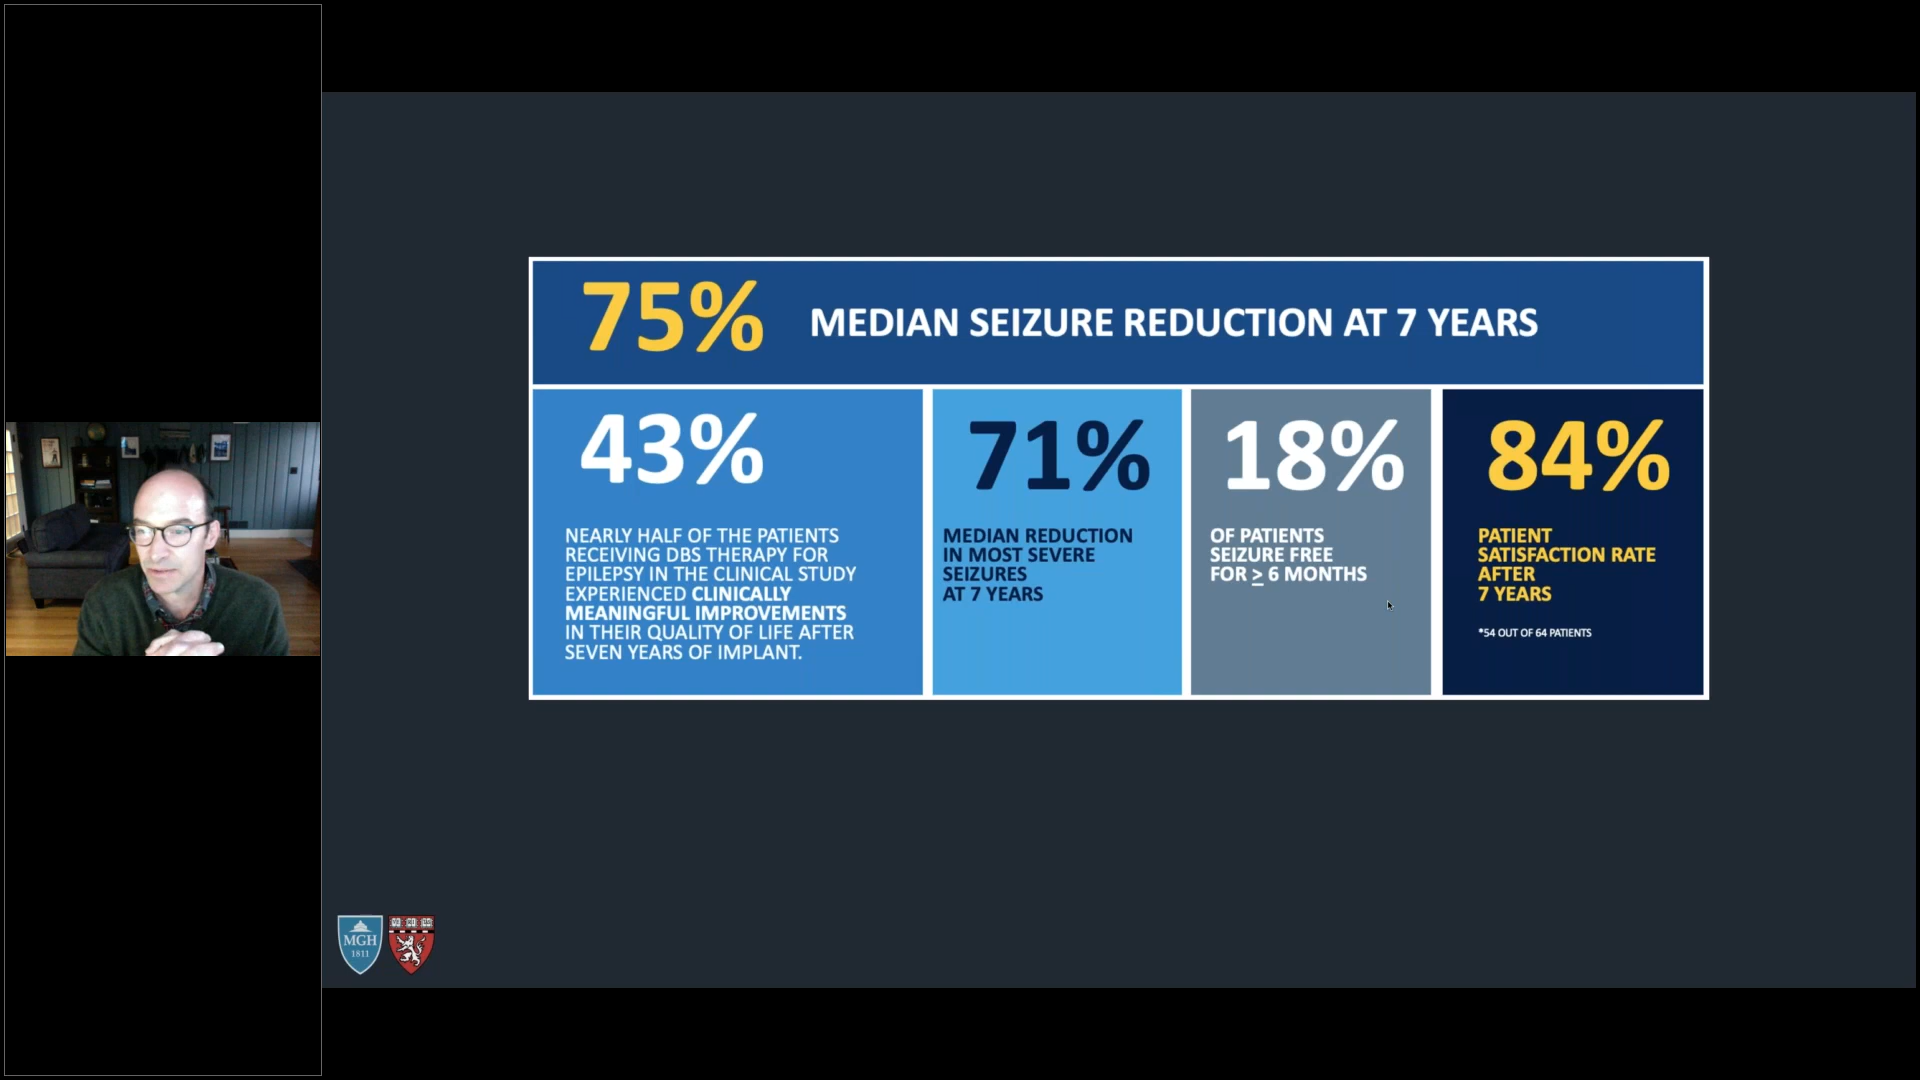 75%
MEDIAN SEIZURE REDUCTION AT 7 YEARS
43%
NEARLY HALF OF THE PATIENTS
RECEIVING DBS THERAPY FOR
EPILEPSY IN THE CLINICAL STUDY
EXPERIENCED CLINICALLY
MEANINGFUL IMPROVEMENTS
IN THEIR QUALITY OF LIFE AFTER
SEVEN YEARS OF IMPLANT.
71%
MEDIAN REDUCTION
IN MOST SEVERE
SEIZURES
AT 7 YEARS
18%
OF PATIENTS
SEIZURE FREE
FOR ≥ 6 MONTHS
84%
PATIENT
SATISFACTION RATE
AFTER
7 YEARS
*54 OUT OF 64 PATIENTS
MGH
1811